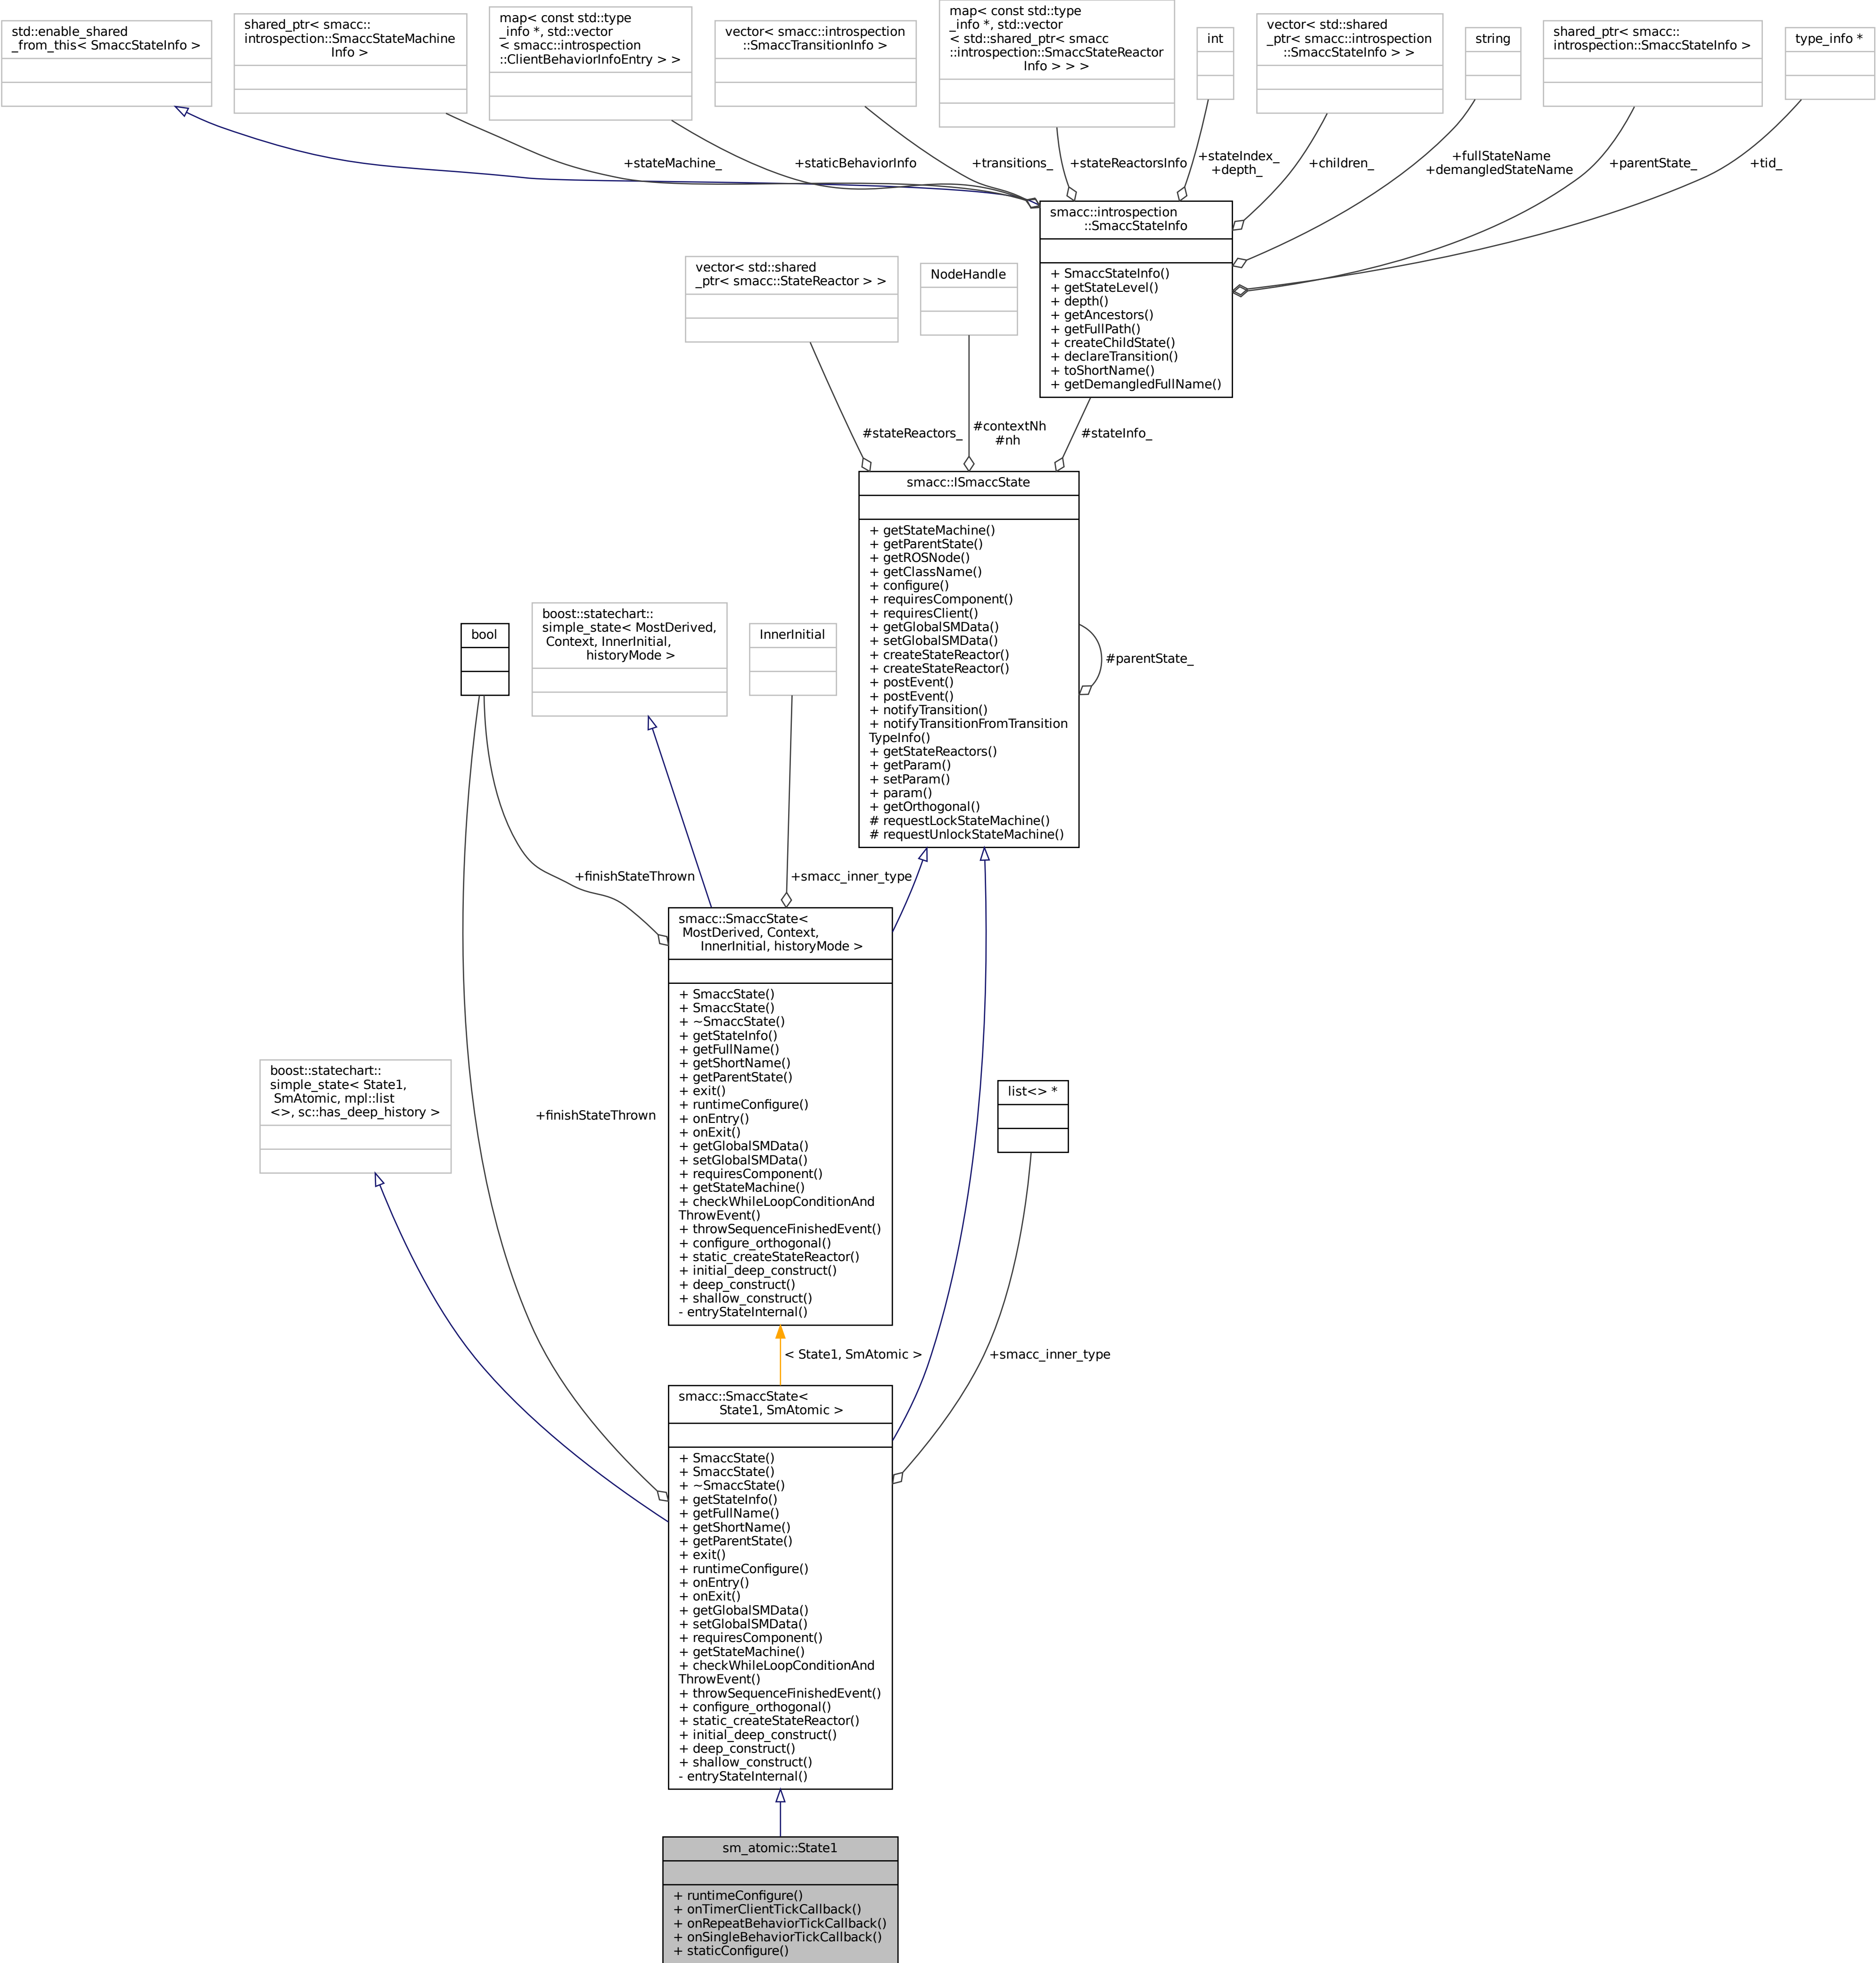 std::enable_shared
_from_this< SmaccStateInfo >
shared_ptr< smacc::
introspection::SmaccStateMachine
Info >
map< const std::type
_info *, std::vector
< smacc::introspection
::ClientBehaviorInfoEntry > >
vector< smacc::introspection
::SmaccTransitionInfo >
map< const std::type
_info *, std::vector
< std::shared_ptr< smacc
::introspection::SmaccStateReactor
Info > > >
int
vector< std::shared
_ptr< smacc::introspection
::SmaccStateInfo > >
string
shared_ptr< smacc::
introspection::SmaccStateInfo >
type_info *
+stateMachine_
+staticBehaviorInfo
+transitions_
+stateReactorsInfo
+stateIndex_
+depth_
+children_
+fullStateName
+demangledStateName
+parentState_
+tid_
smacc::introspection
::SmaccStateInfo
+ SmaccStateInfo()
+ getStateLevel()
+ depth()
+ getAncestors()
+ getFullPath()
+ createChildState()
+ declareTransition()
+ toShortName()
+ getDemangledFullName()
vector< std::shared
_ptr< smacc::StateReactor > >
NodeHandle
#stateReactors_
#contextNh
#nh
#stateInfo_
smacc::ISmaccState
+ getStateMachine()
+ getParentState()
+ getROSNode()
+ getClassName()
+ configure()
+ requiresComponent()
+ requiresClient()
+ getGlobalSMData()
+ setGlobalSMData()
+ createStateReactor()
+ createStateReactor()
+ postEvent()
+ postEvent()
+ notifyTransition()
+ notifyTransitionFromTransition
TypeInfo()
+ getStateReactors()
+ getParam()
+ setParam()
+ param()
+ getOrthogonal()
# requestLockStateMachine()
# requestUnlockStateMachine()
#parentState_
bool
boost::statechart::
simple_state< MostDerived,
Context, InnerInitial,
historyMode >
InnerInitial
+finishStateThrown
+smacc_inner_type
smacc::SmaccState<
MostDerived, Context,
InnerInitial, historyMode >
+ SmaccState()
+ SmaccState()
+ ~SmaccState()
+ getStateInfo()
+ getFullName()
+ getShortName()
+ getParentState()
+ exit()
+ runtimeConfigure()
+ onEntry()
+ onExit()
+ getGlobalSMData()
+ setGlobalSMData()
+ requiresComponent()
+ getStateMachine()
+ checkWhileLoopConditionAnd
ThrowEvent()
+ throwSequenceFinishedEvent()
+ configure_orthogonal()
+ static_createStateReactor()
+ initial_deep_construct()
+ deep_construct()
+ shallow_construct()
- entryStateInternal()
boost::statechart::
simple_state< State1,
SmAtomic, mpl::list
<>, sc::has_deep_history >
+finishStateThrown
list<> *
< State1, SmAtomic >
+smacc_inner_type
smacc::SmaccState<
State1, SmAtomic >
+ SmaccState()
+ SmaccState()
+ ~SmaccState()
+ getStateInfo()
+ getFullName()
+ getShortName()
+ getParentState()
+ exit()
+ runtimeConfigure()
+ onEntry()
+ onExit()
+ getGlobalSMData()
+ setGlobalSMData()
+ requiresComponent()
+ getStateMachine()
+ checkWhileLoopConditionAnd
ThrowEvent()
+ throwSequenceFinishedEvent()
+ configure_orthogonal()
+ static_createStateReactor()
+ initial_deep_construct()
+ deep_construct()
+ shallow_construct()
- entryStateInternal()
sm_atomic::State1
+ runtimeConfigure()
+ onTimerClientTickCallback()
+ onRepeatBehaviorTickCallback()
+ onSingleBehaviorTickCallback()
+ staticConfigure()